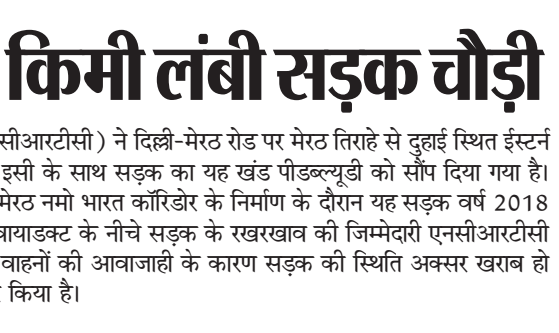 किमी लंबी सड़क चौड़ी
सीआरटीसी) ने दिल्ली-मेरठ रोड पर मेरठ तिराहे से दुहाई स्थित ईस्टर्न
इसी के साथ सड़क का यह खंड पीडब्ल्यूडी को सौंप दिया गया है।
मेरठ नमो भारत कॉरिडोर के निर्माण के दौरान यह सड़क वर्ष 2018
वायाडक्ट के नीचे सड़क के रखरखाव की जिम्मेदारी एनसीआरटीसी
वाहनों की आवाजाही के कारण सड़क की स्थिति अक्सर खराब हो
किया है।